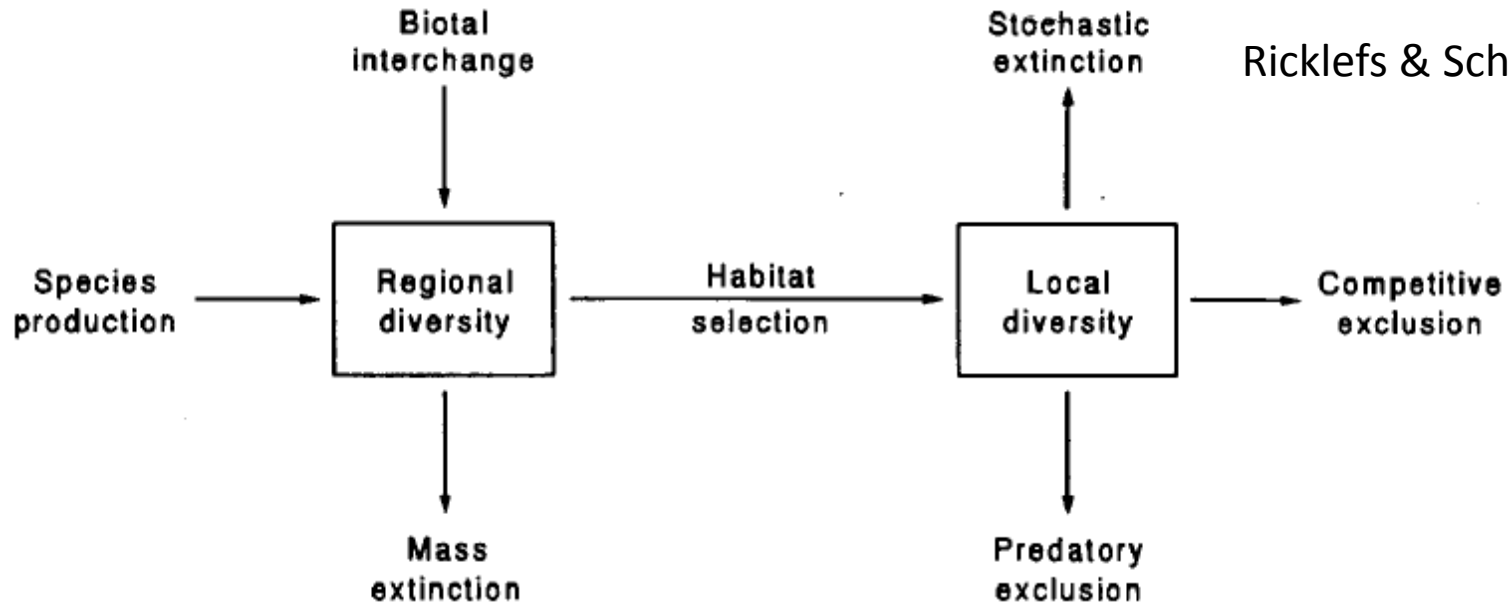 Biotal
interchange
Stochastic
extinction
Ricklefs & Sch
Species
production
Regional
diversity
Habitat
selection
Local
diversity
Competitive
exclusion
Mass
extinction
Predatory
exclusion